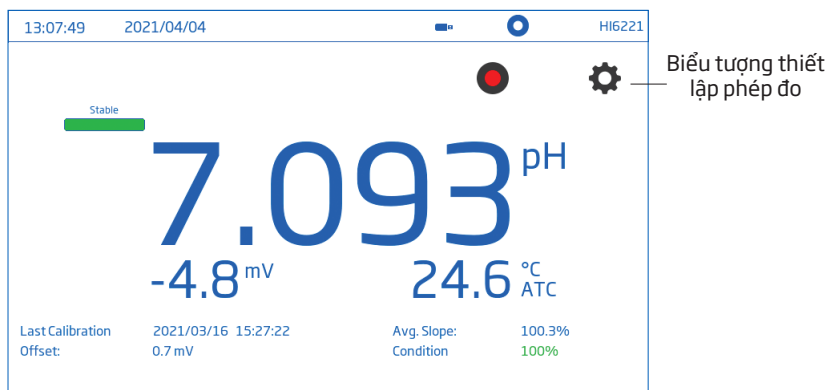 13:07:49 2021/04/04 HI6221
Biểu tượng thiết
lập phép đo
Stable
7.093 pH
-4.8 mV 24.6 °C
ATC
Last Calibration 2021/03/16 15:27:22 Avg. Slope: 100.3%
Offset: 0.7 mV Condition 100%